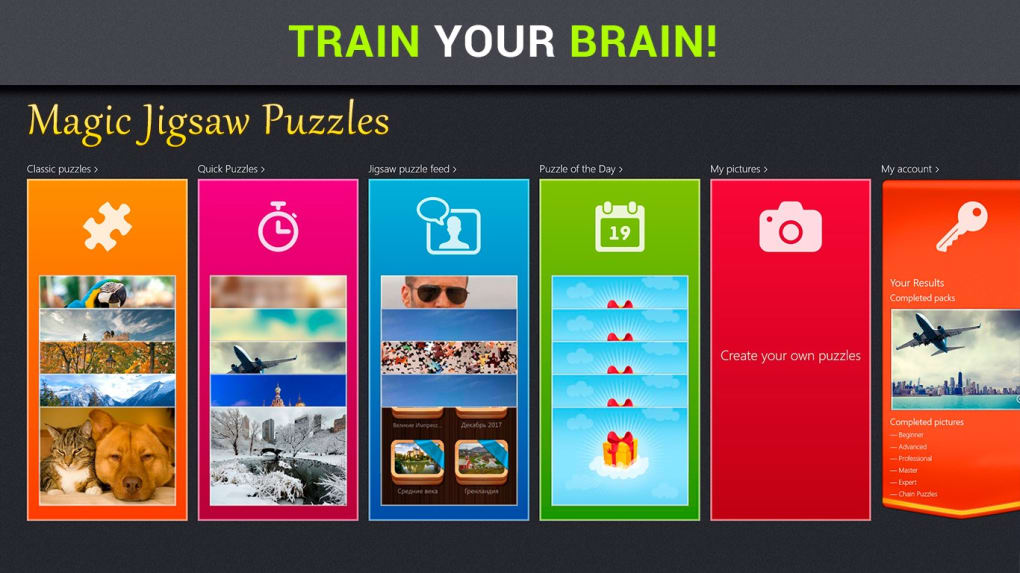 TRAIN YOUR BRAIN!
Magic Jigsaw Puzzles
Classic puzzles >
Quick Puzzles >
Jigsaw puzzle feed >
Puzzle of the Day >
My pictures >
My account >
19
Create your own puzzles
Великие Импрес...
Декабрь 2017
Средние века
Гренландия
Your Results
Completed packs
Completed pictures
— Beginner
— Advanced
— Professional
— Master
— Expert
— Chain Puzzles